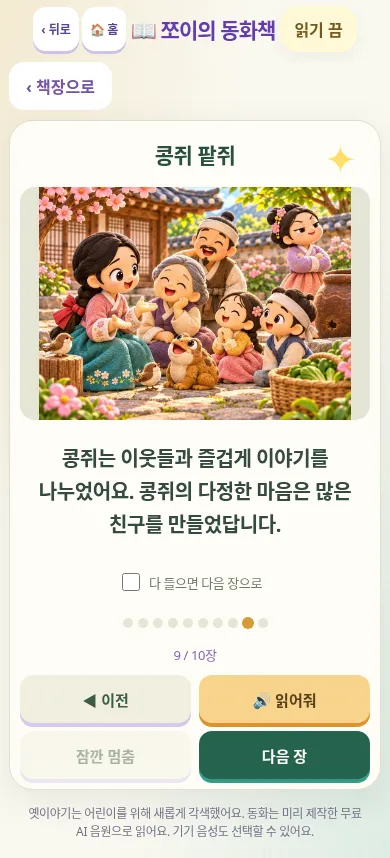 ‹ 뒤로 🏠 홈 📖 쪼이의 동화책 읽기 끔
‹ 책장으로
콩쥐 팥쥐
콩쥐는 이웃들과 즐겁게 이야기를
나누었어요. 콩쥐의 다정한 마음은 많은
친구를 만들었답니다.
다 들으면 다음 장으로
9 / 10장
◀ 이전 🔊 읽어줘
잠깐 멈춤 다음 장
옛이야기는 어린이를 위해 새롭게 각색했어요. 동화는 미리 제작한 무료
AI 음원으로 읽어요. 기기 음성도 선택할 수 있어요.